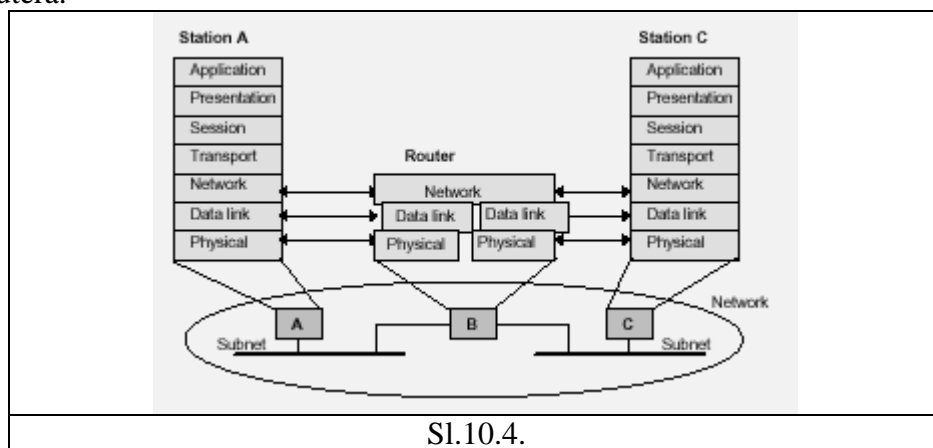 Station A Station C
Application Application
Presentation Presentation
Session Session
Transport Router Transport
Network Network Network
Data link Data link Data link Data link
Physical Physical Physical Physical
Network
A B C
Subnet Subnet
Sl.10.4.